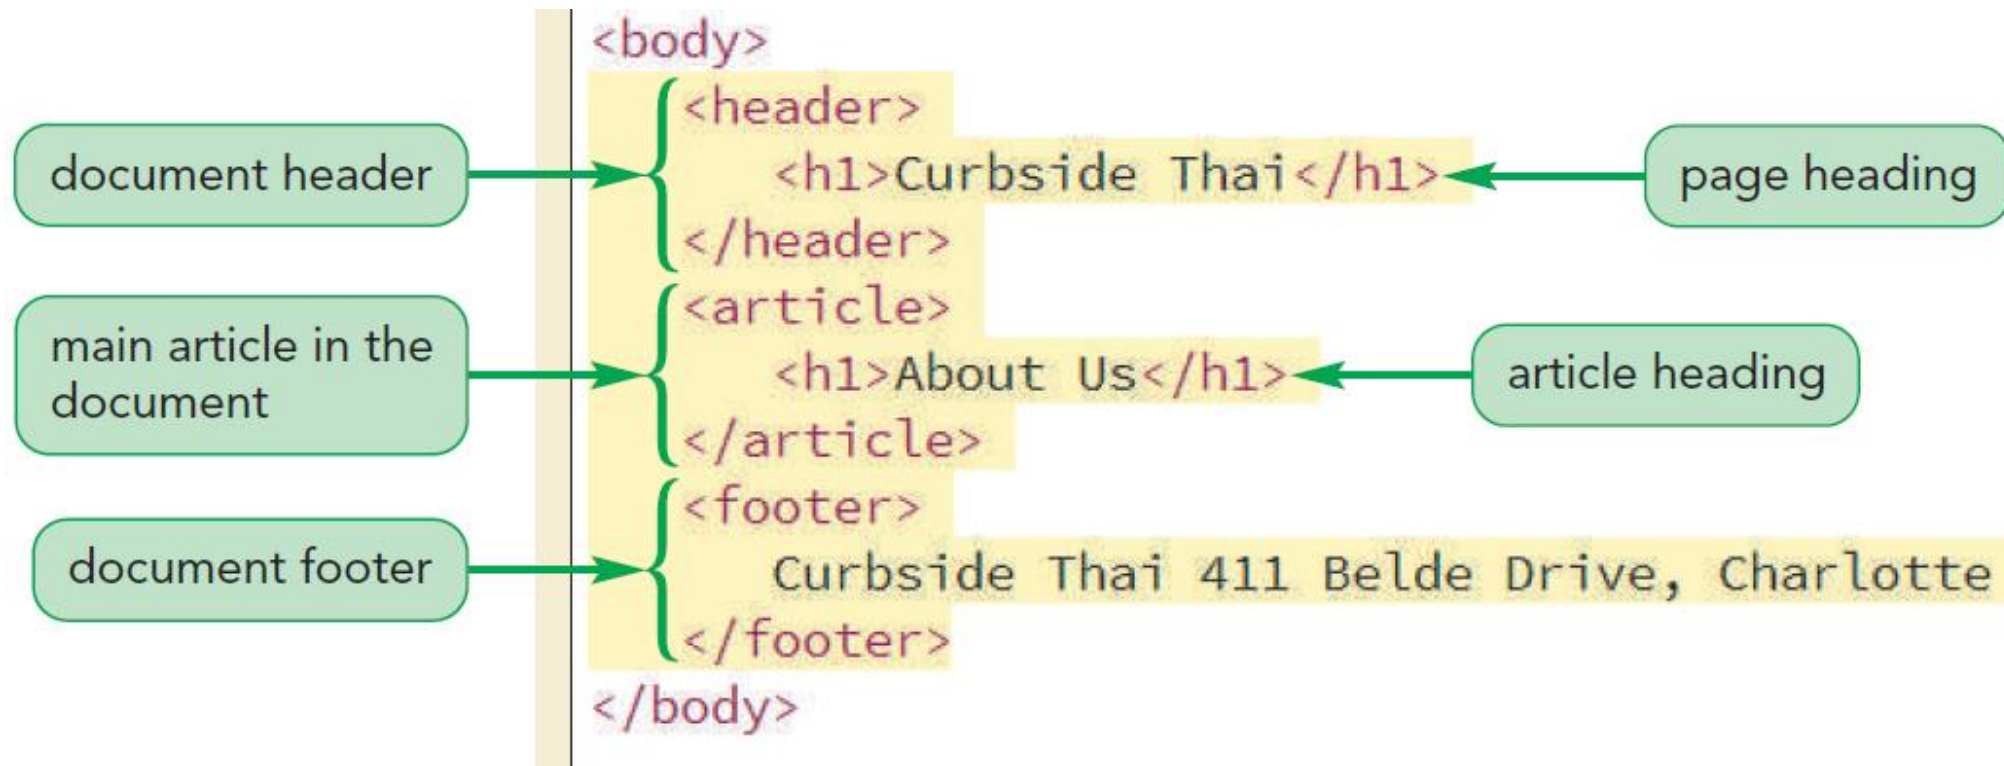 <body>
<header>
document header
<h1>Curbside Thai</h1>
page heading
</header>
<article>
main article in the
document
<h1>About Us</h1>
article heading
</article>
<footer>
document footer
Curbside Thai 411 Belde Drive, Charlotte
</footer>
</body>